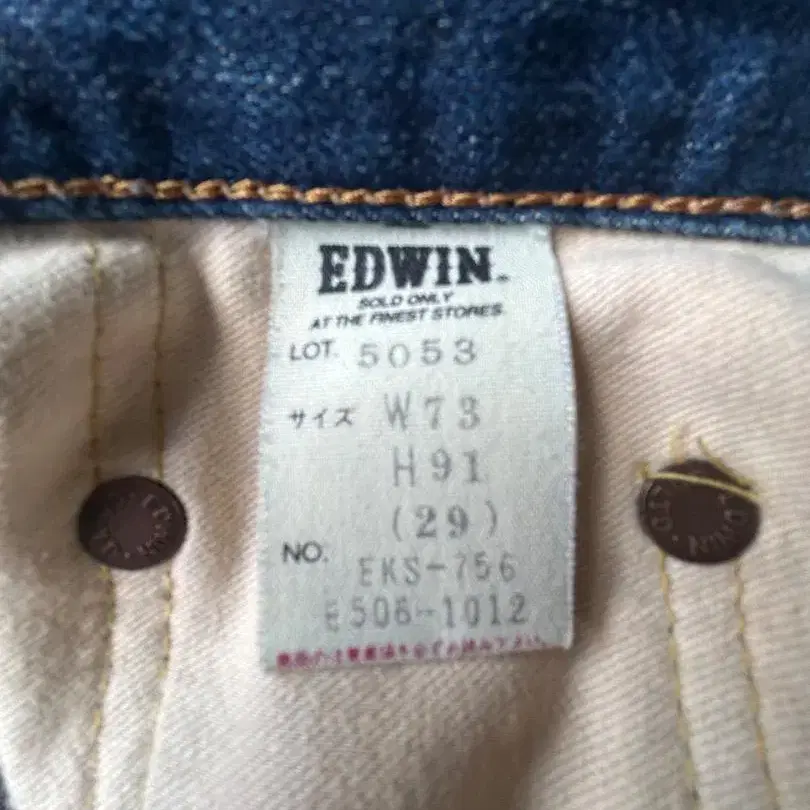 EDWIN
SOLD ONLY
AT THE FINEST STORES
LOT. 5053
サイズ W73
H91
(29)
NO.
EKS-756
E506-1012